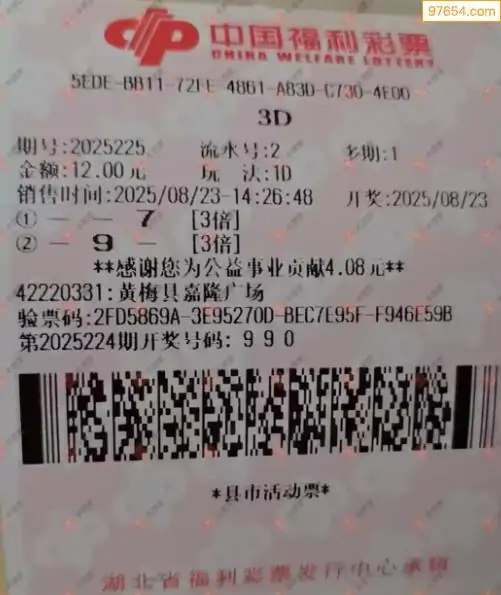 97654.com
中国福利彩票
CHINA WELFARE LOTTERY
5EDE-BB11-72FE-4861-A83D-C730-4E00
3D
期号:2025225 流水号:2 多期:1
金额:12.00元 玩 法:1D
销售时间:2025/08/23-14:26:48 开奖:2025/08/23
① － － 7 [3倍]
② － 9 － [3倍]
**感谢您为公益事业贡献4.08元**
42220331:黄梅县嘉隆广场
验票码:2FD5869A-3E95270D-BEC7E95F-F946E59B
第2025224期开奖号码:9 9 0
*县市活动票*
湖北省福利彩票发行中心承销